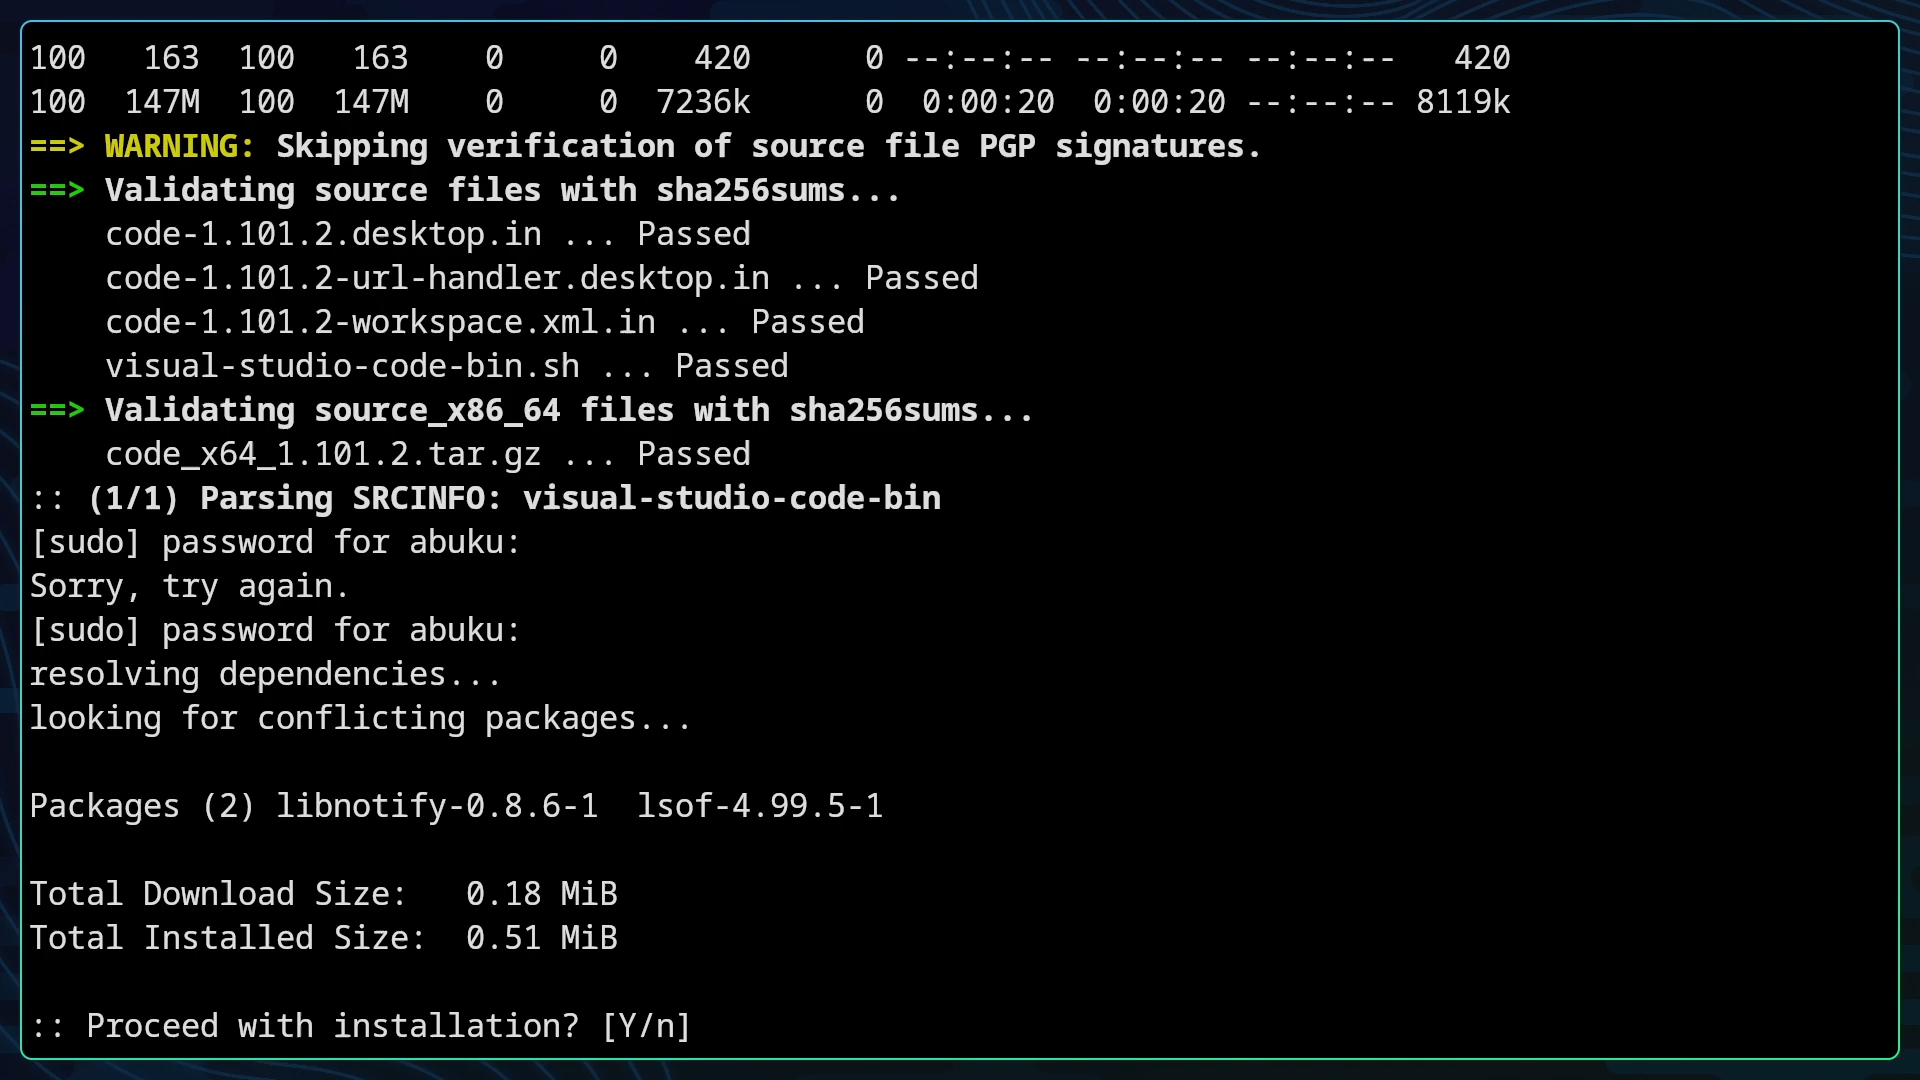 100   163  100   163    0     0    420      0 --:--:-- --:--:-- --:--:--   420
100  147M  100  147M    0     0  7236k      0  0:00:20  0:00:20 --:--:-- 8119k
==> WARNING: Skipping verification of source file PGP signatures.
==> Validating source files with sha256sums...
    code-1.101.2.desktop.in ... Passed
    code-1.101.2-url-handler.desktop.in ... Passed
    code-1.101.2-workspace.xml.in ... Passed
    visual-studio-code-bin.sh ... Passed
==> Validating source_x86_64 files with sha256sums...
    code_x64_1.101.2.tar.gz ... Passed
:: (1/1) Parsing SRCINFO: visual-studio-code-bin
[sudo] password for abuku:
Sorry, try again.
[sudo] password for abuku:
resolving dependencies...
looking for conflicting packages...
Packages (2) libnotify-0.8.6-1  lsof-4.99.5-1
Total Download Size:   0.18 MiB
Total Installed Size:  0.51 MiB
:: Proceed with installation? [Y/n]